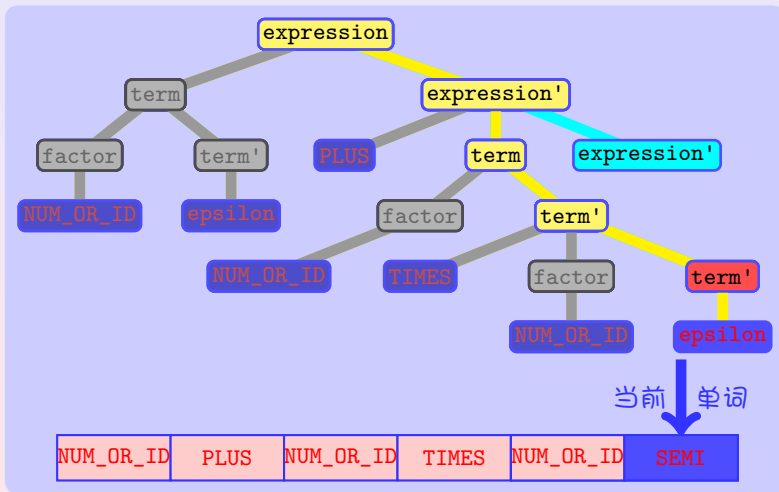 expression
term expression'
factor term' PLUS term expression'
NUM_OR_ID epsilon factor term'
NUM_OR_ID TIMES factor term'
NUM_OR_ID epsilon
当前 单词
NUM_OR_ID PLUS NUM_OR_ID TIMES NUM_OR_ID SEMI